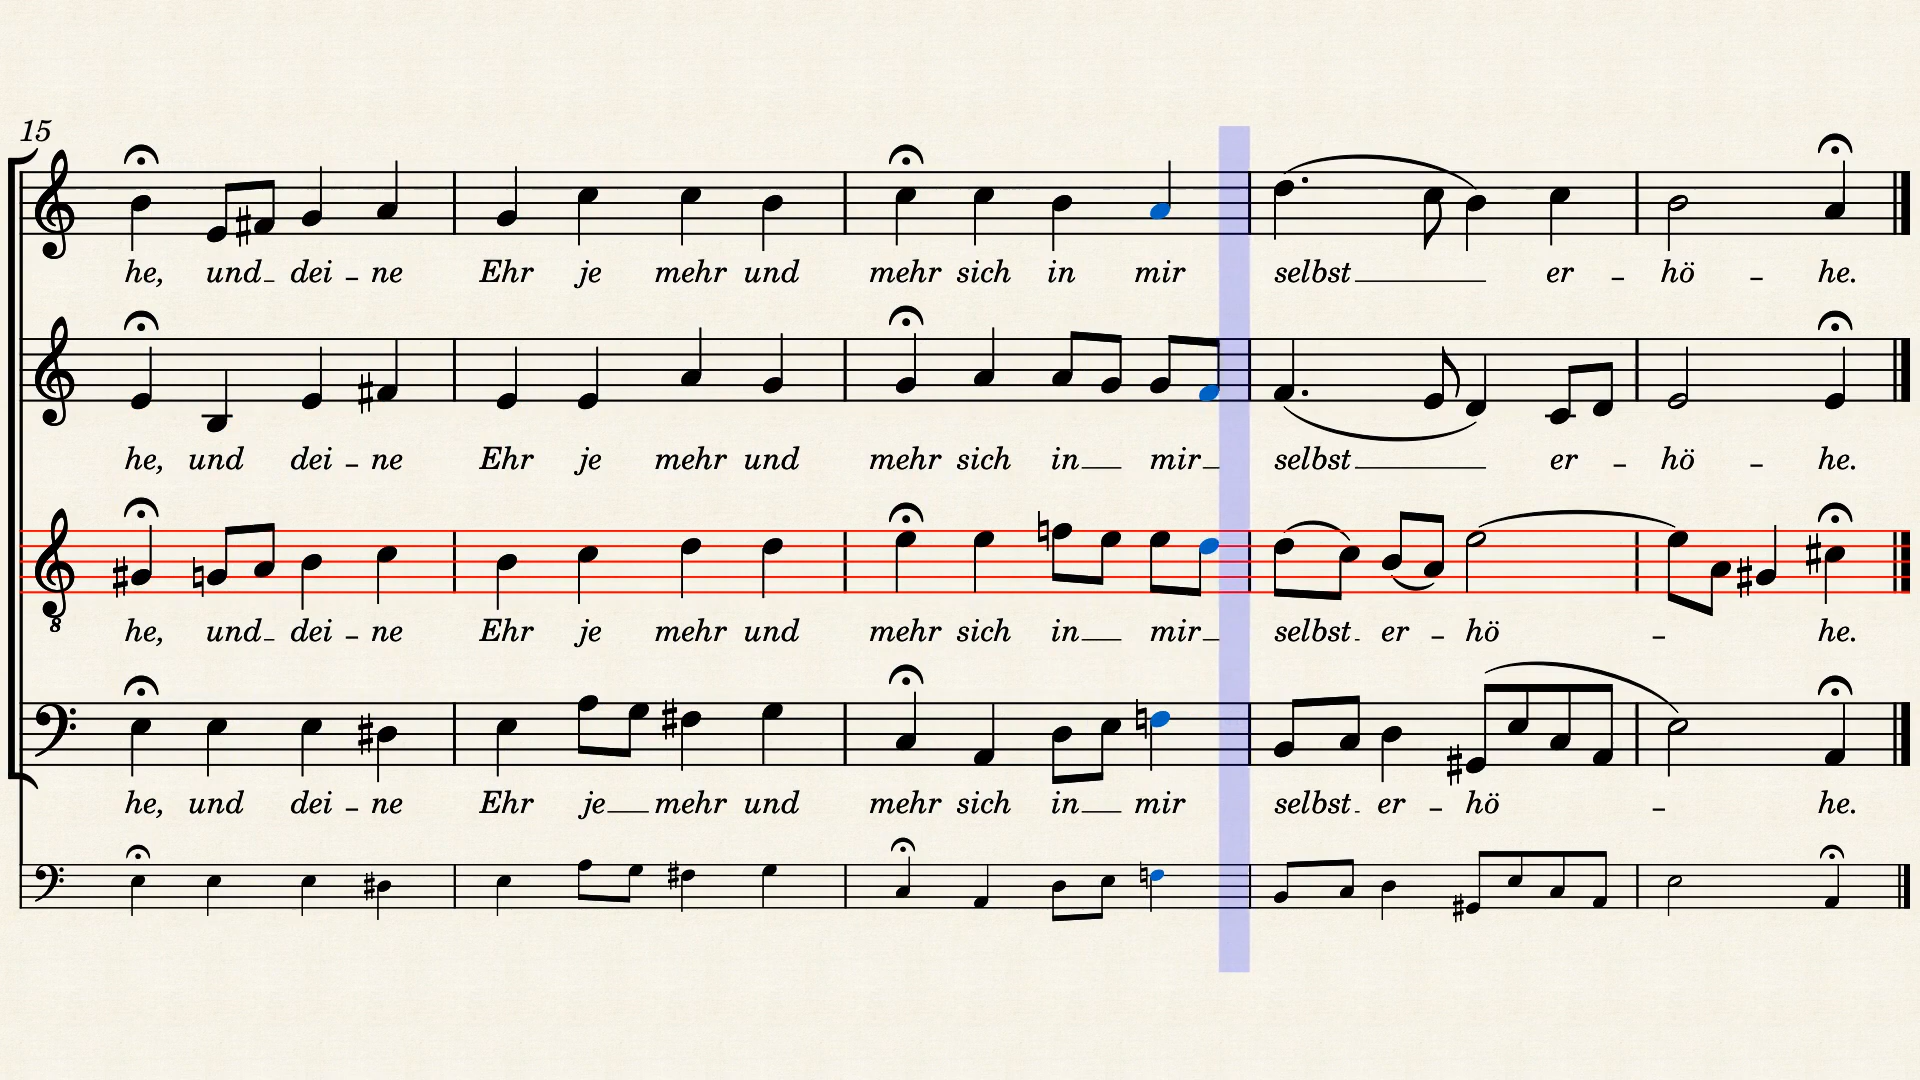 15
he, und dei - ne Ehr je mehr und mehr sich in mir selbst er - hö - he.
he, und dei - ne Ehr je mehr und mehr sich in mir selbst er - hö - he.
8
he, und dei - ne Ehr je mehr und mehr sich in mir selbst er - hö - he.
he, und dei - ne Ehr je mehr und mehr sich in mir selbst er - hö - he.